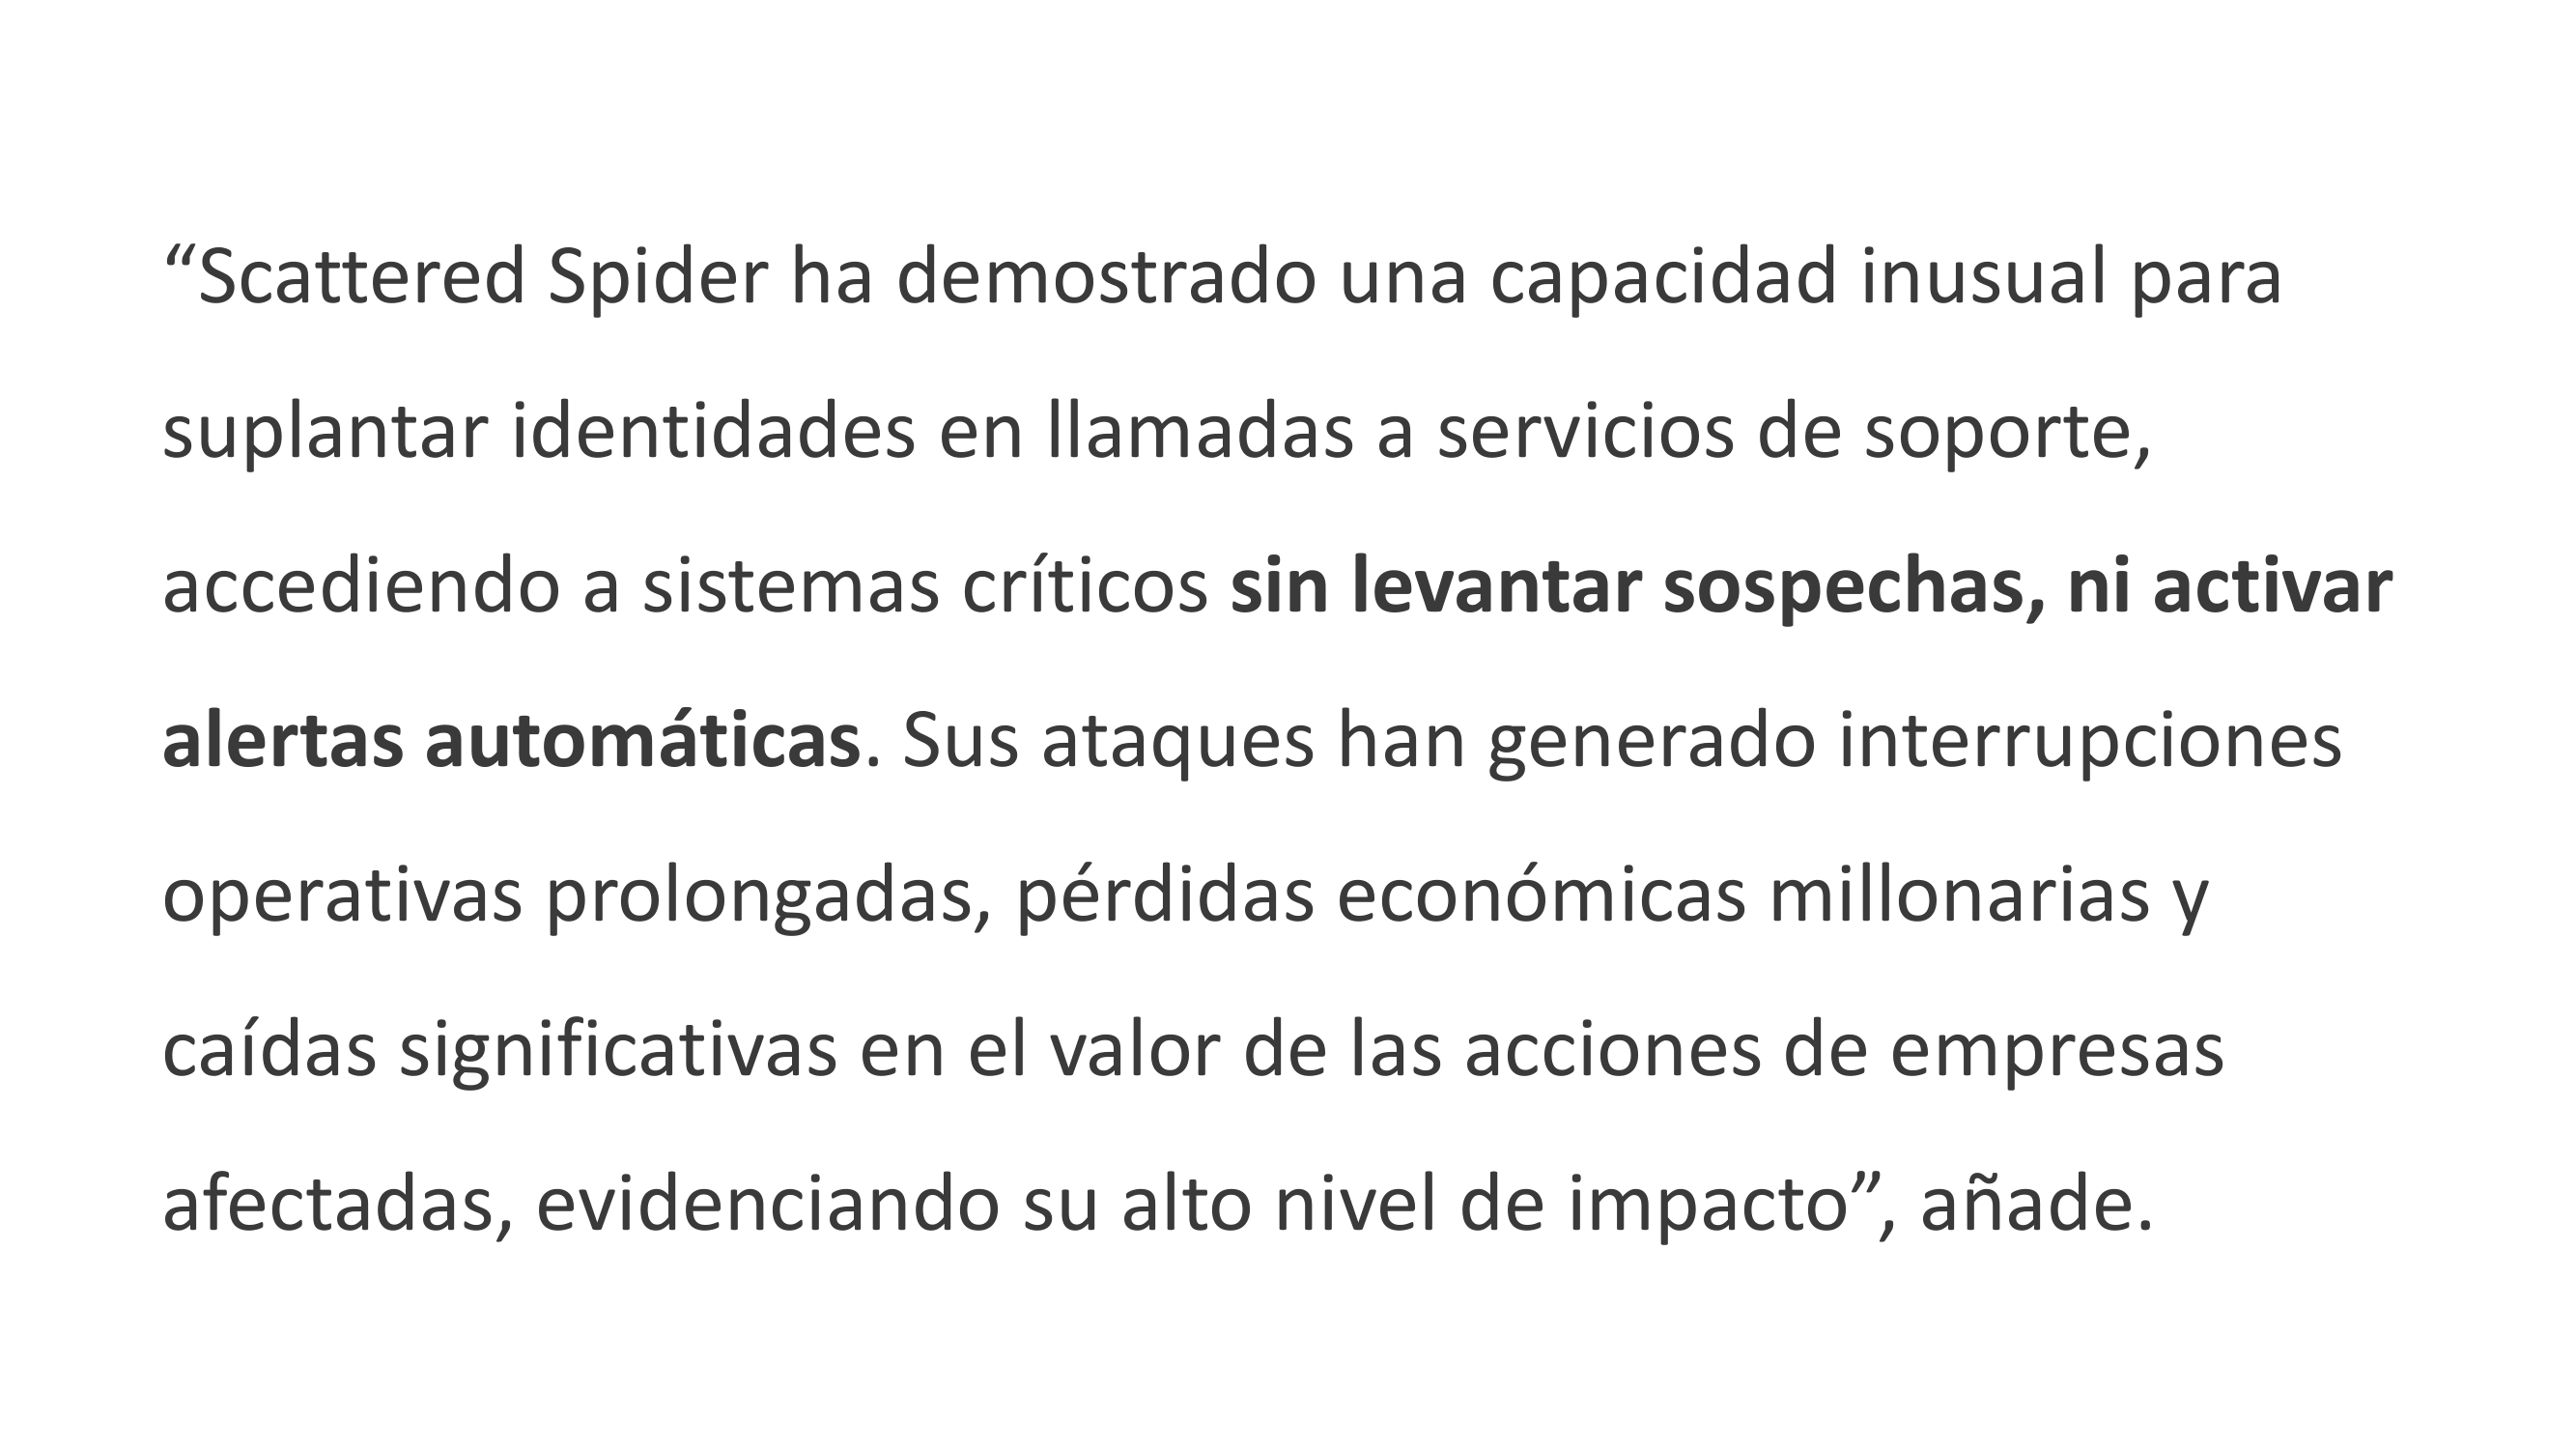 “Scattered Spider ha demostrado una capacidad inusual para
suplantar identidades en llamadas a servicios de soporte,
accediendo a sistemas críticos sin levantar sospechas, ni activar
alertas automáticas. Sus ataques han generado interrupciones
operativas prolongadas, pérdidas económicas millonarias y
caídas significativas en el valor de las acciones de empresas
afectadas, evidenciando su alto nivel de impacto”, añade.